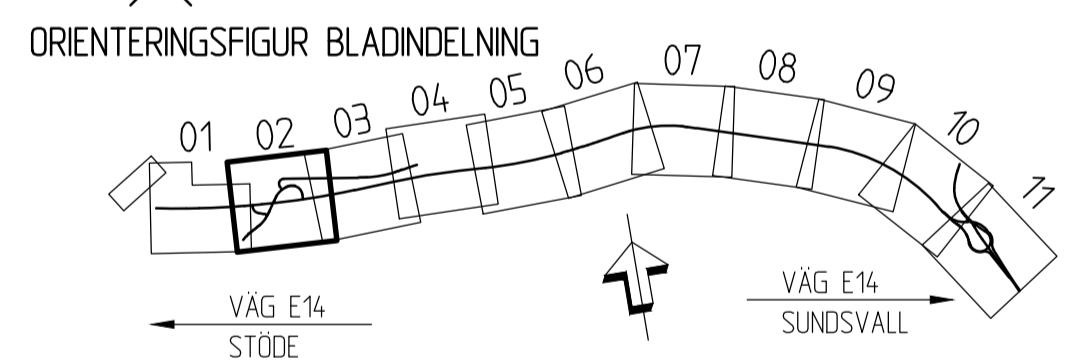 ORIENTERINGSFIGUR BLADINDELNING
01 02 03 04 05 06 07 08 09 10 11
VÄG E14
STÖDE
VÄG E14
SUNDSVALL